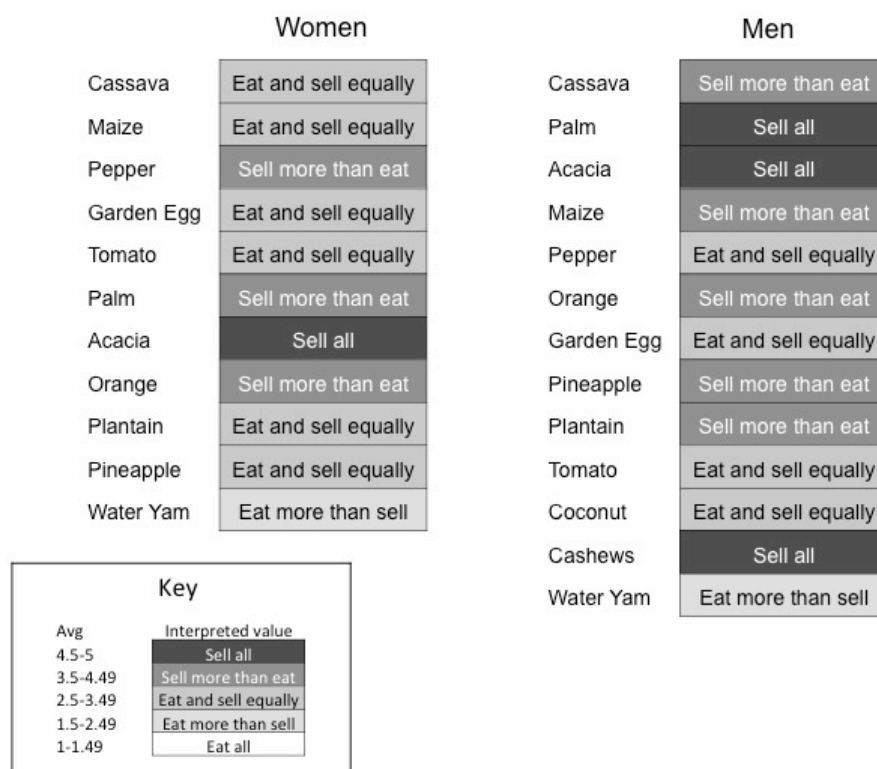 Women
Cassava Eat and sell equally
Maize Eat and sell equally
Pepper Sell more than eat
Garden Egg Eat and sell equally
Tomato Eat and sell equally
Palm Sell more than eat
Acacia Sell all
Orange Sell more than eat
Plantain Eat and sell equally
Pineapple Eat and sell equally
Water Yam Eat more than sell
Men
Cassava Sell more than eat
Palm Sell all
Acacia Sell all
Maize Sell more than eat
Pepper Eat and sell equally
Orange Sell more than eat
Garden Egg Eat and sell equally
Pineapple Sell more than eat
Plantain Sell more than eat
Tomato Eat and sell equally
Coconut Eat and sell equally
Cashews Sell all
Water Yam Eat more than sell
Key
Avg Interpreted value
4.5-5 Sell all
3.5-4.49 Sell more than eat
2.5-3.49 Eat and sell equally
1.5-2.49 Eat more than sell
1-1.49 Eat all